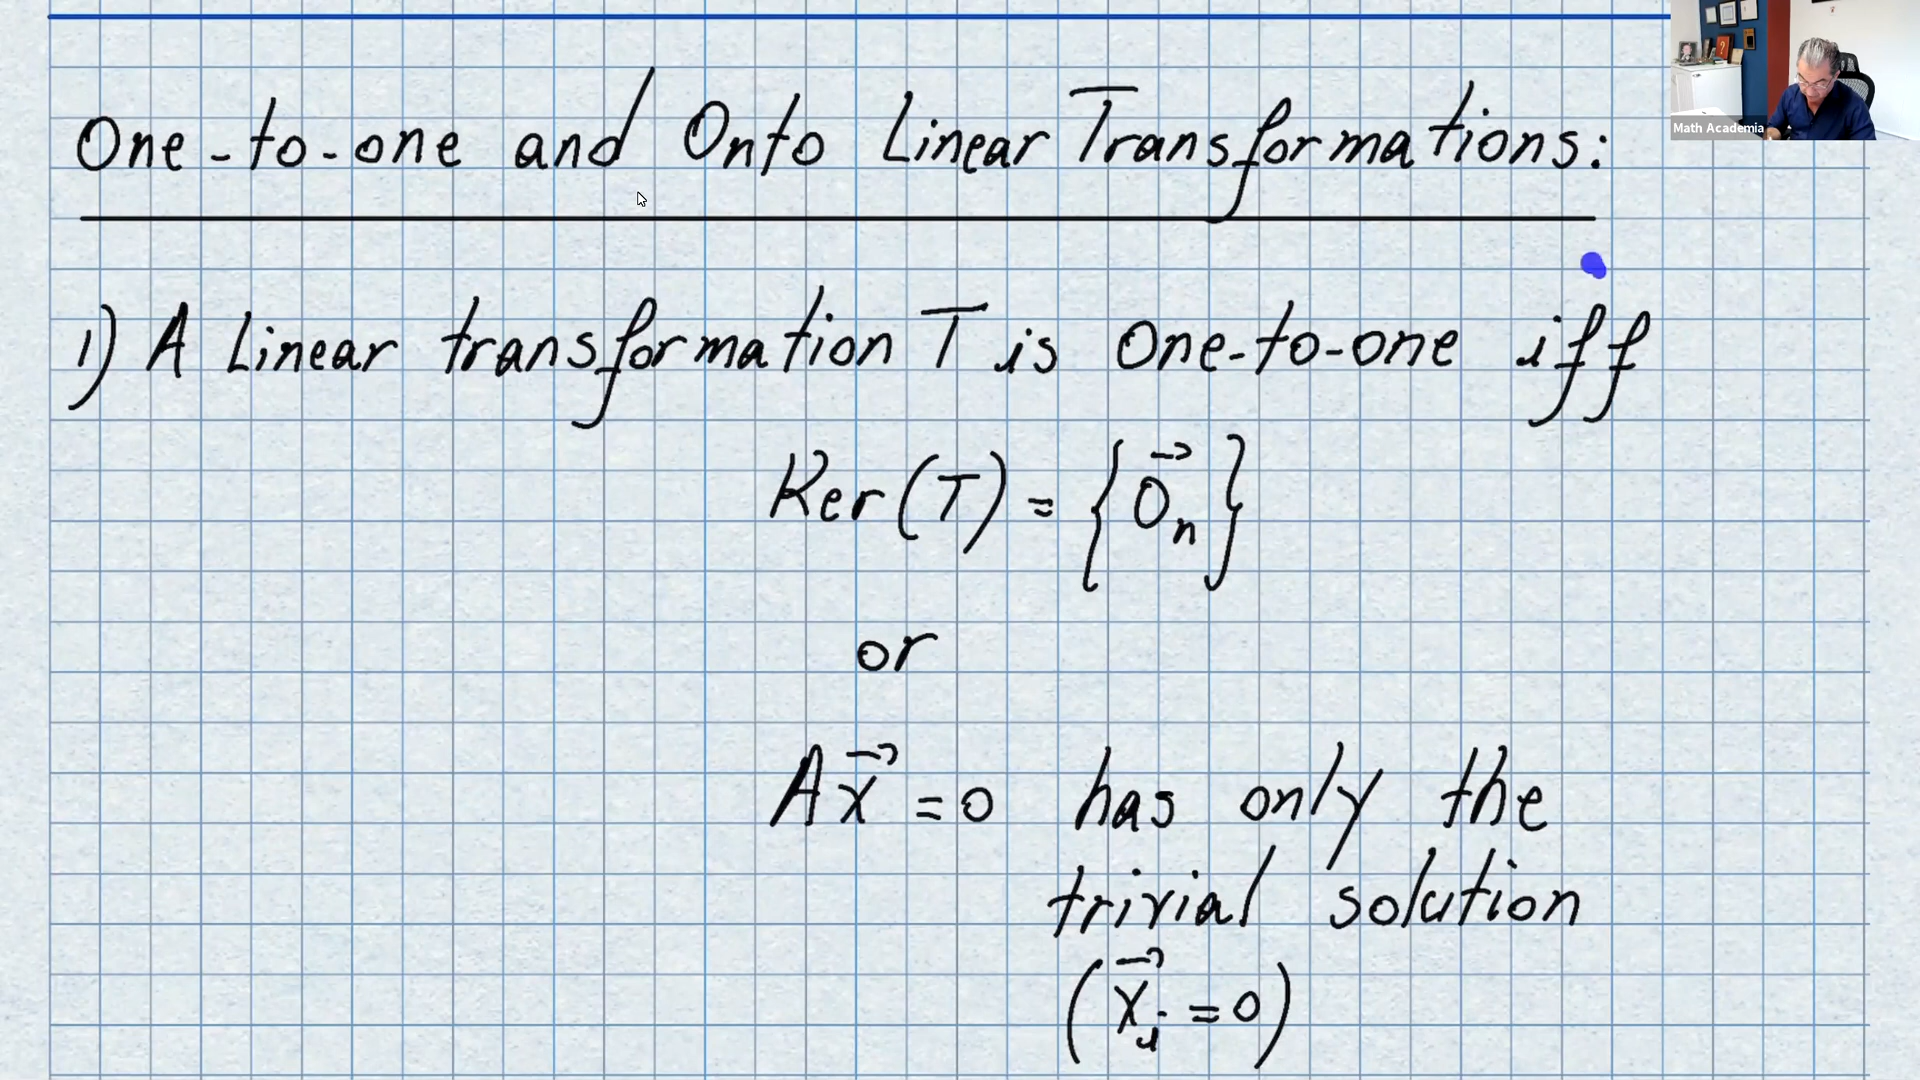 One-to-one and Onto Linear Transformations:
Math Academia
1) A Linear transformation T is One-to-one iff
Ker(T) = {0⃗ₙ}
or
Ax⃗ = 0 has only the
trivial solution
(x⃗ᵢ = 0)